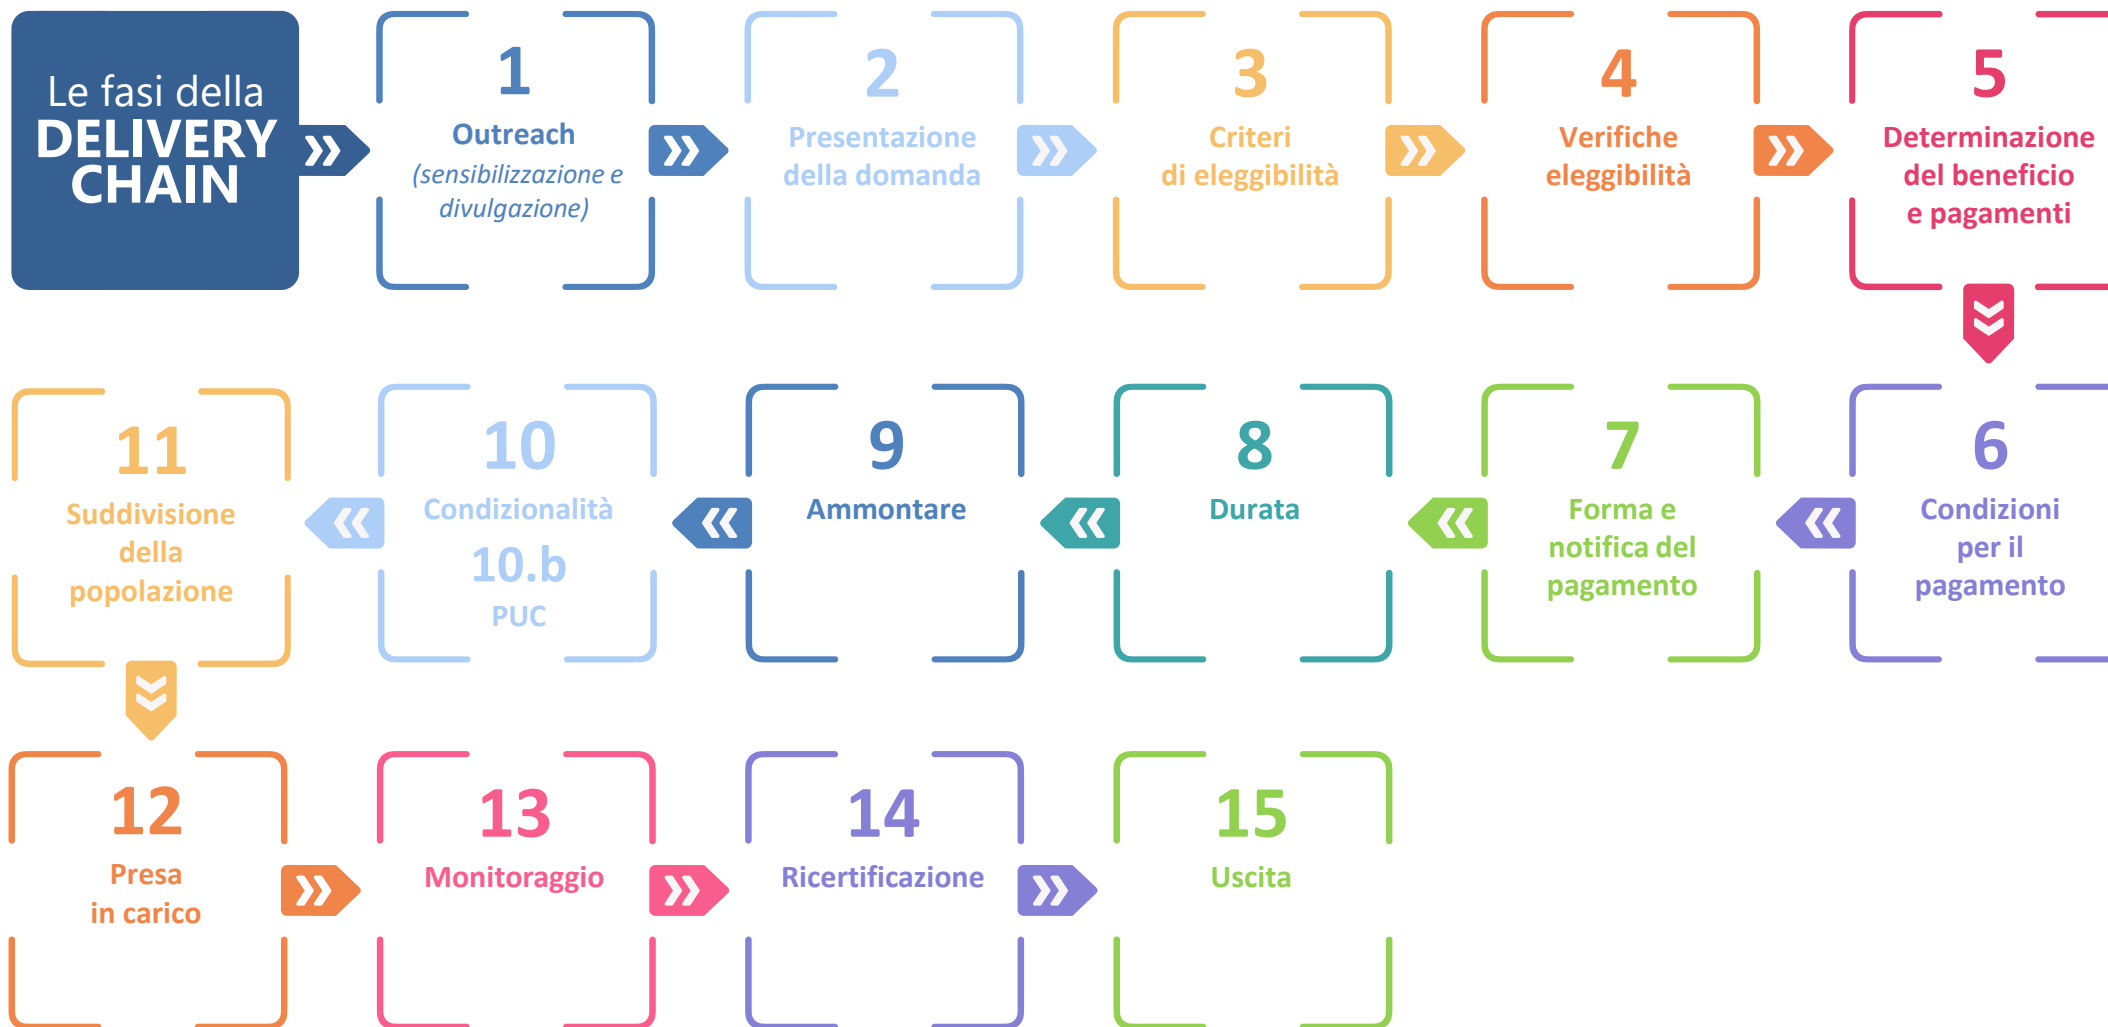 Le fasi della
DELIVERY
CHAIN
1
Outreach
(sensibilizzazione e
divulgazione)
2
Presentazione
della domanda
3
Criteri
di eleggibilità
4
Verifiche
eleggibilità
5
Determinazione
del beneficio
e pagamenti
6
Condizioni
per il
pagamento
7
Forma e
notifica del
pagamento
8
Durata
9
Ammontare
10
Condizionalità
10.b
PUC
11
Suddivisione
della
popolazione
12
Presa
in carico
13
Monitoraggio
14
Ricertificazione
15
Uscita